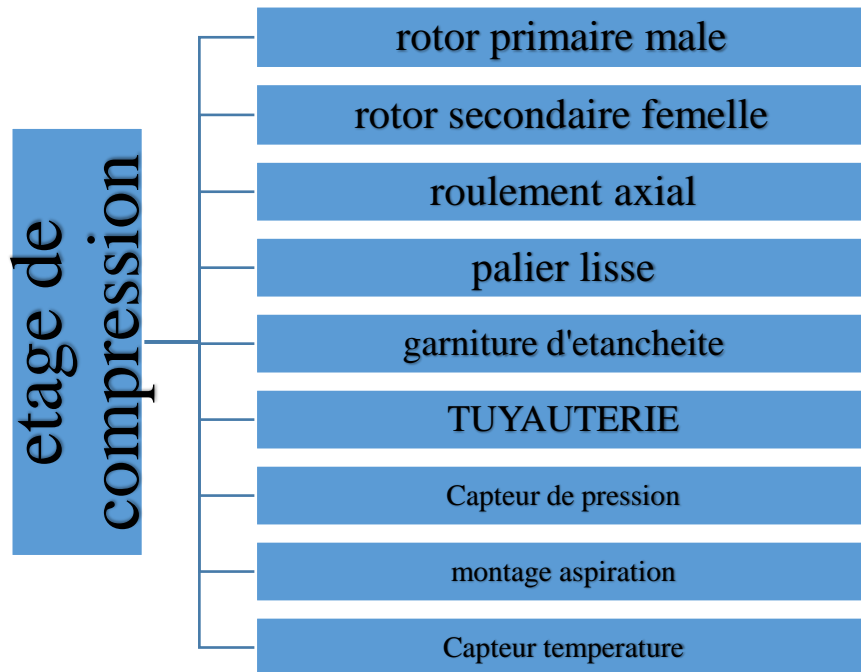 etage de
compression
rotor primaire male
rotor secondaire femelle
roulement axial
palier lisse
garniture d'etancheite
TUYAUTERIE
Capteur de pression
montage aspiration
Capteur temperature